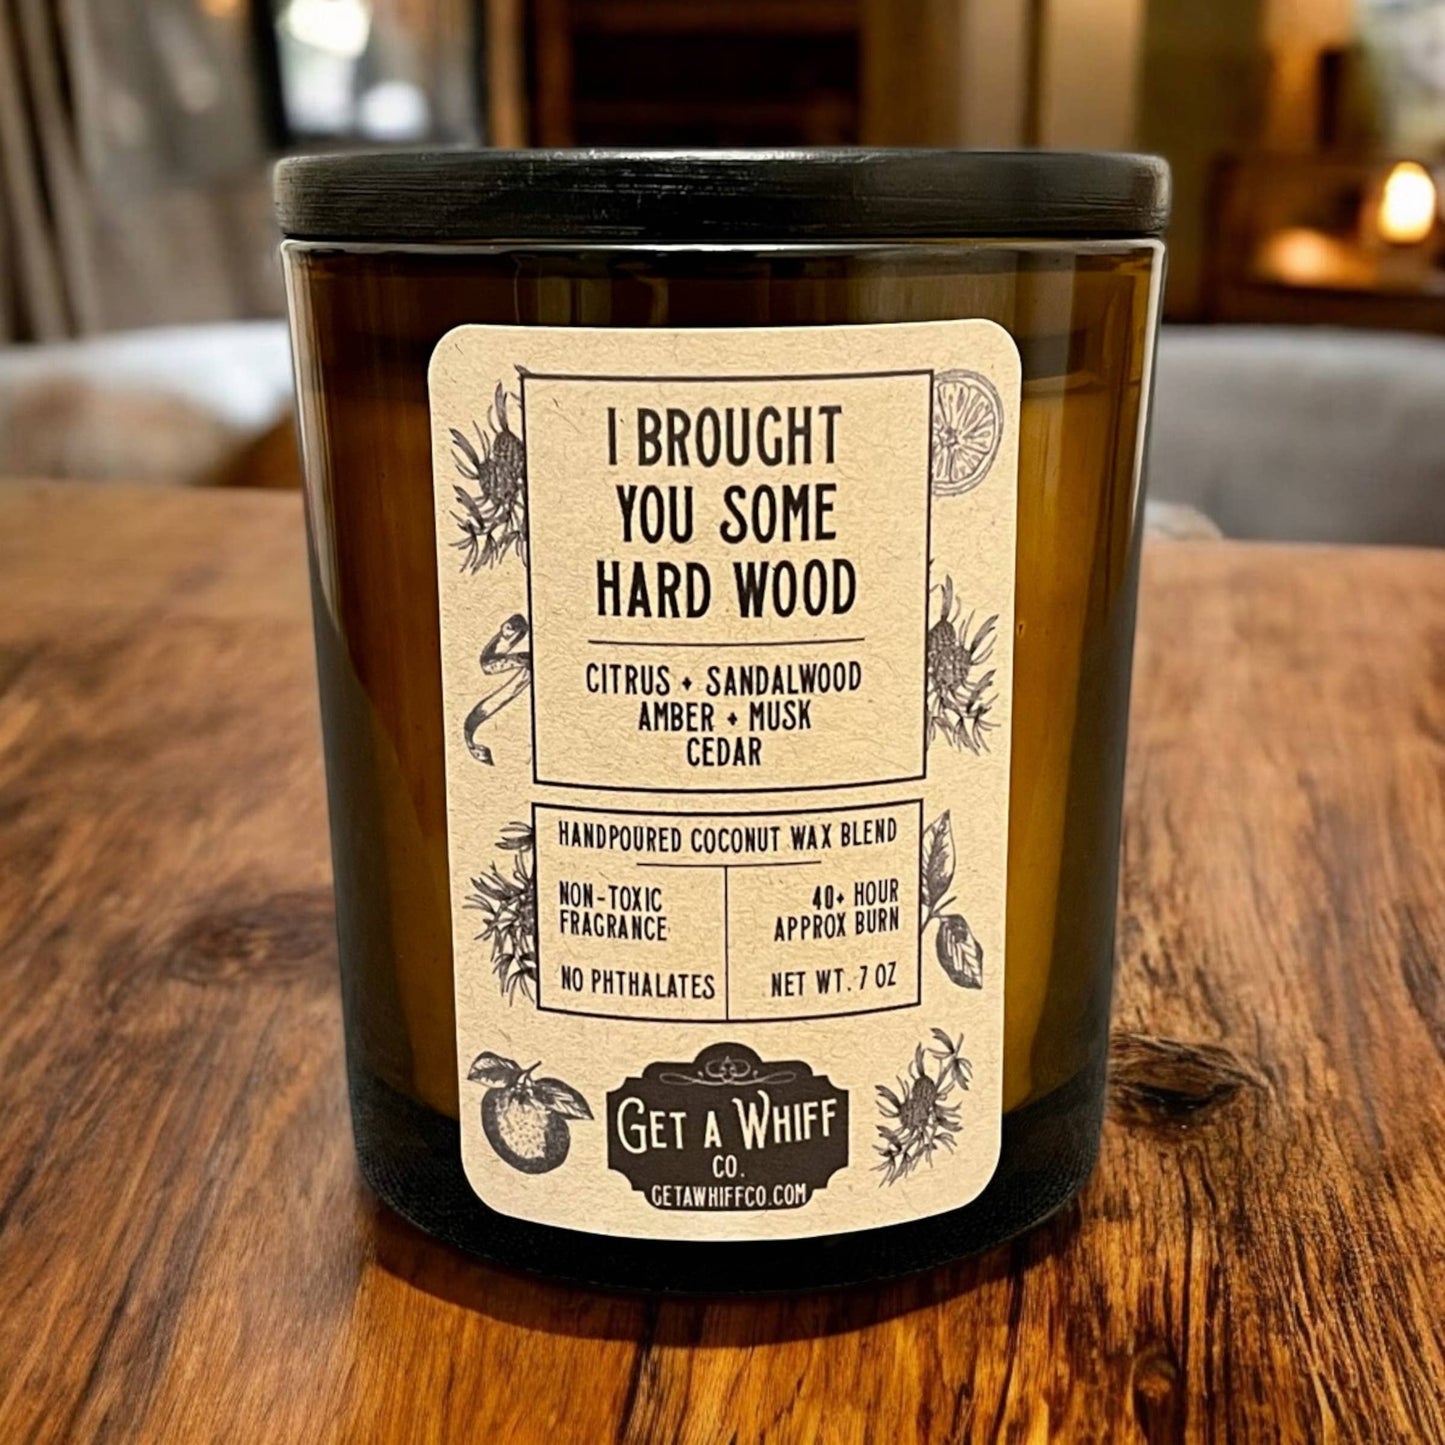 I BROUGHT
YOU SOME
HARD WOOD
CITRUS + SANDALWOOD
AMBER + MUSK
CEDAR
HANDPOURED COCONUT WAX BLEND
NON-TOXIC
FRAGRANCE
NO PHTHALATES
40+ HOUR
APPROX BURN
NET WT. 7 OZ
GET A WHIFF
CO.
GETAWHIFFCO.COM